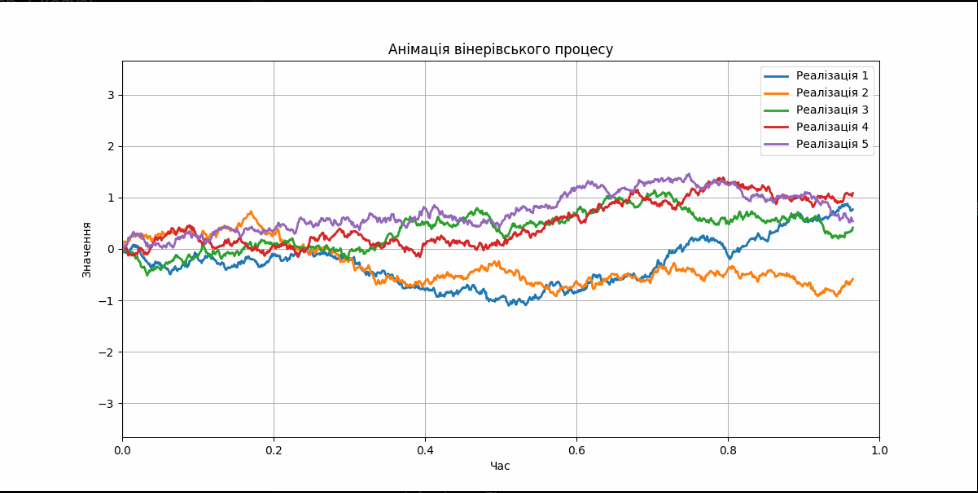 Анімація вінерівського процесу
Реалізація 1
Реалізація 2
Реалізація 3
Реалізація 4
Реалізація 5
Значення
3
2
1
0
−1
−2
−3
0.0 0.2 0.4 0.6 0.8 1.0
Час